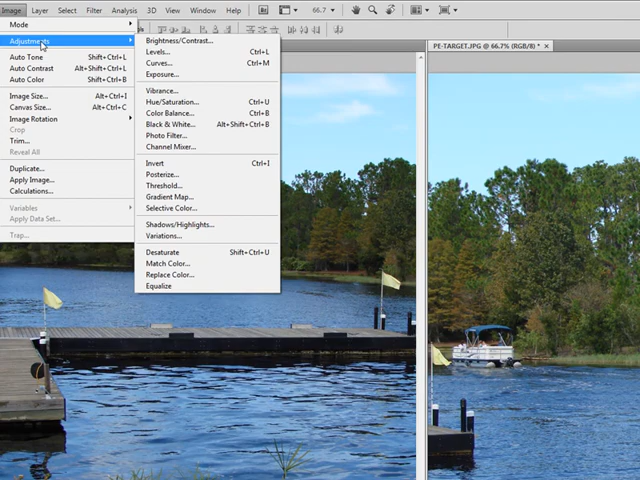 Image Layer Select Filter Analysis 3D View Window Help
66.7
Mode
Adjustments
Auto Tone Shift+Ctrl+L
Auto Contrast Alt+Shift+Ctrl+L
Auto Color Shift+Ctrl+B
Image Size... Alt+Ctrl+I
Canvas Size... Alt+Ctrl+C
Image Rotation
Crop
Trim...
Reveal All
Duplicate...
Apply Image...
Calculations...
Variables
Apply Data Set...
Trap...
Brightness/Contrast...
Levels... Ctrl+L
Curves... Ctrl+M
Exposure...
Vibrance...
Hue/Saturation... Ctrl+U
Color Balance... Ctrl+B
Black & White... Alt+Shift+Ctrl+B
Photo Filter...
Channel Mixer...
Invert Ctrl+I
Posterize...
Threshold...
Gradient Map...
Selective Color...
Shadows/Highlights...
Variations...
Desaturate Shift+Ctrl+U
Match Color...
Replace Color...
Equalize
PE-TARGET.JPG @ 66.7% (RGB/8) * ×